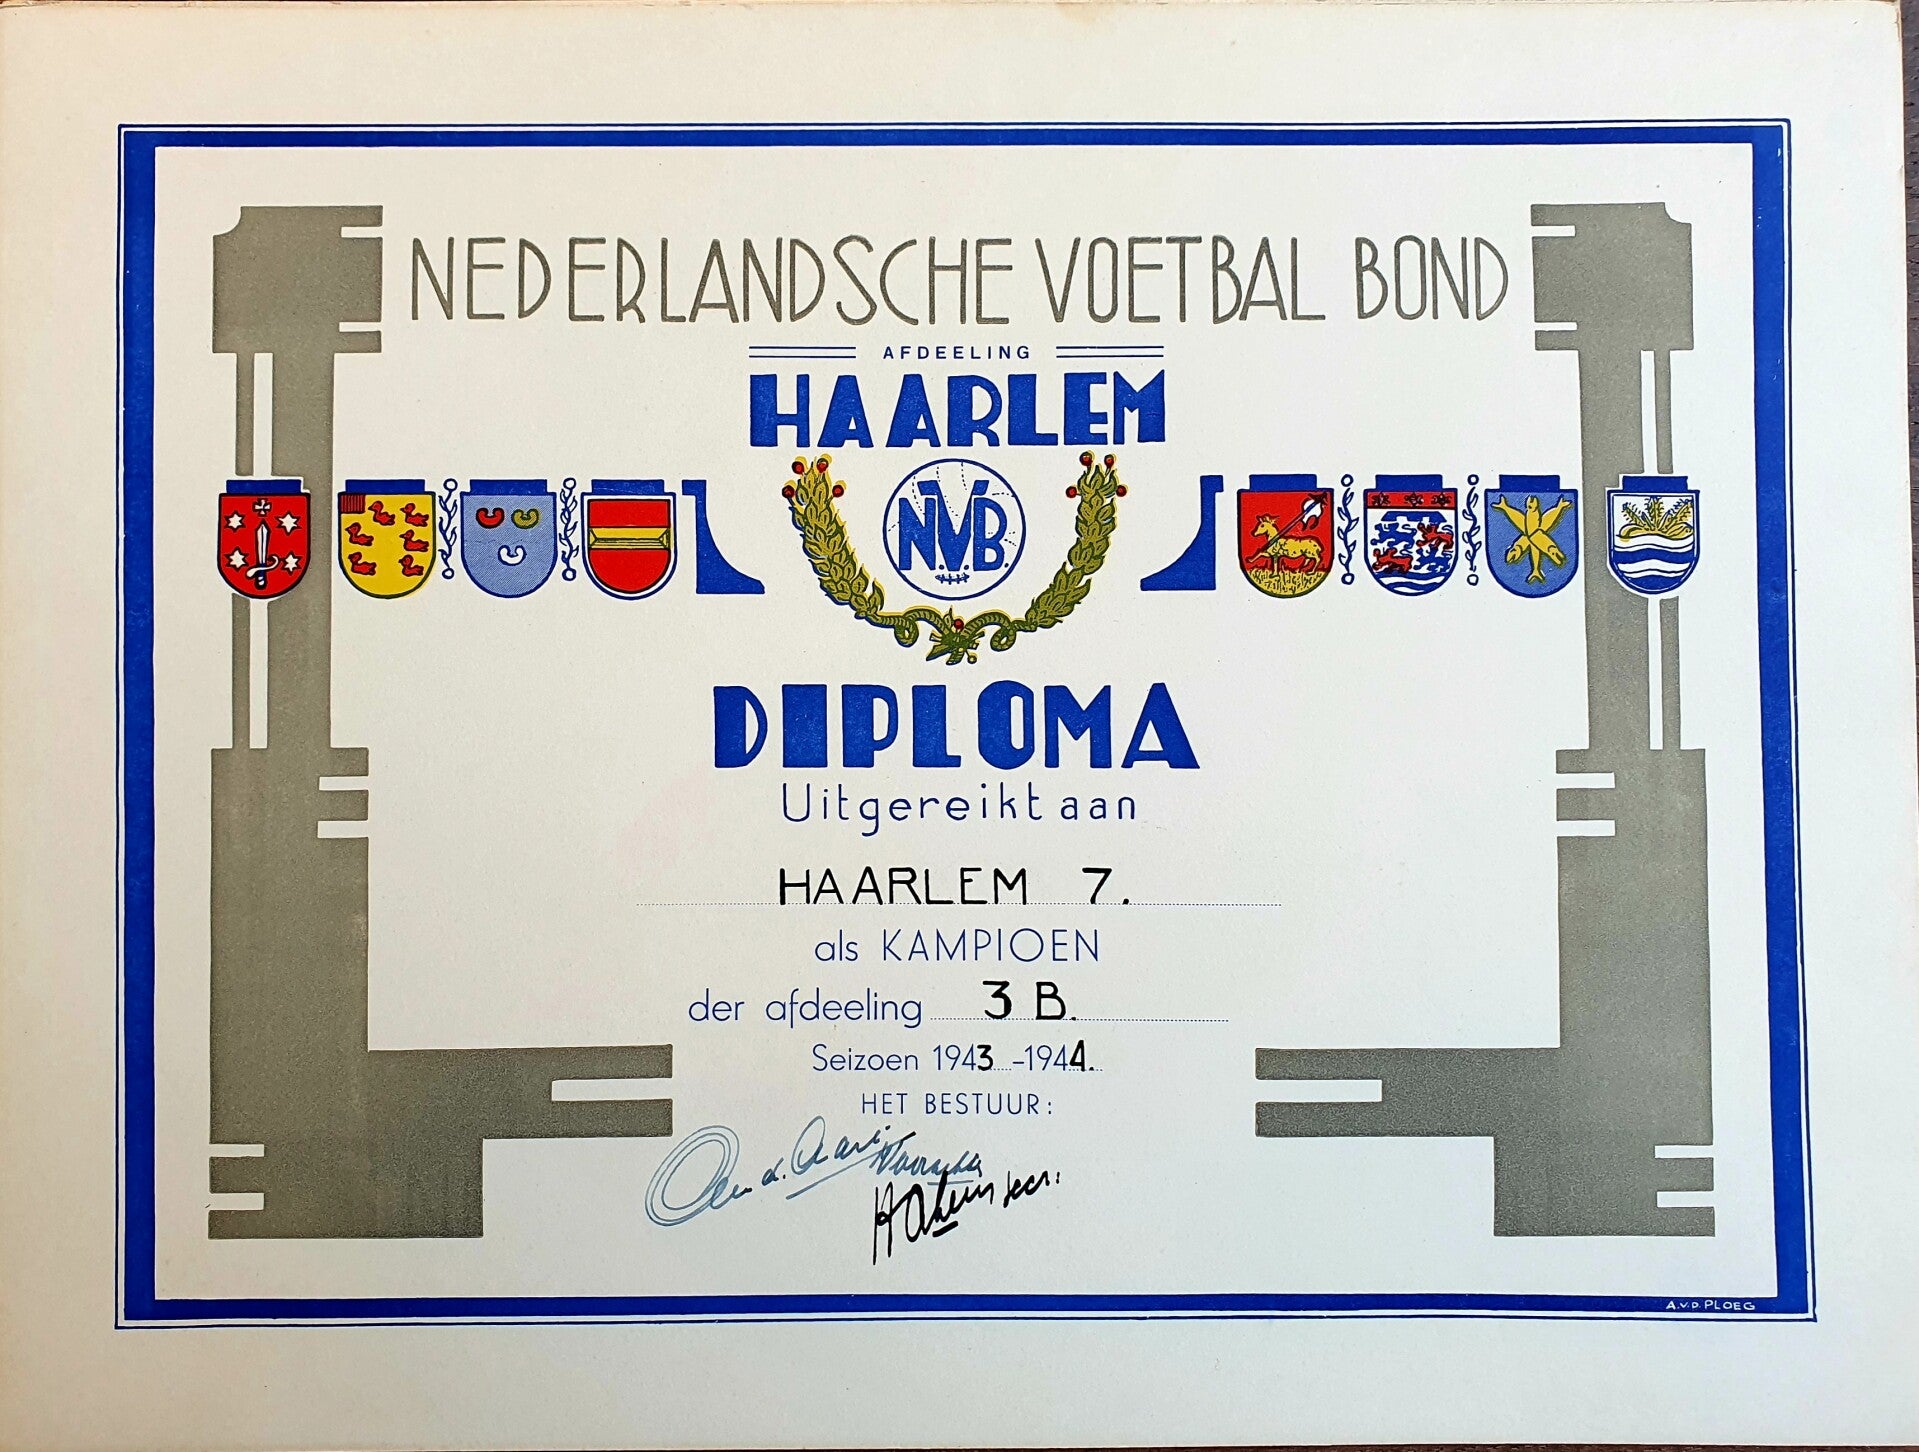 NEDERLANDSCHE VOETBAL BOND
AFDEELING
HAARLEM
N.V.B.
DIPLOMA
Uitgereikt aan
HAARLEM 7.
als KAMPIOEN
der afdeeling 3 B.
Seizoen 1943-1944.
HET BESTUUR:
secr.
A.V.D. PLOEG